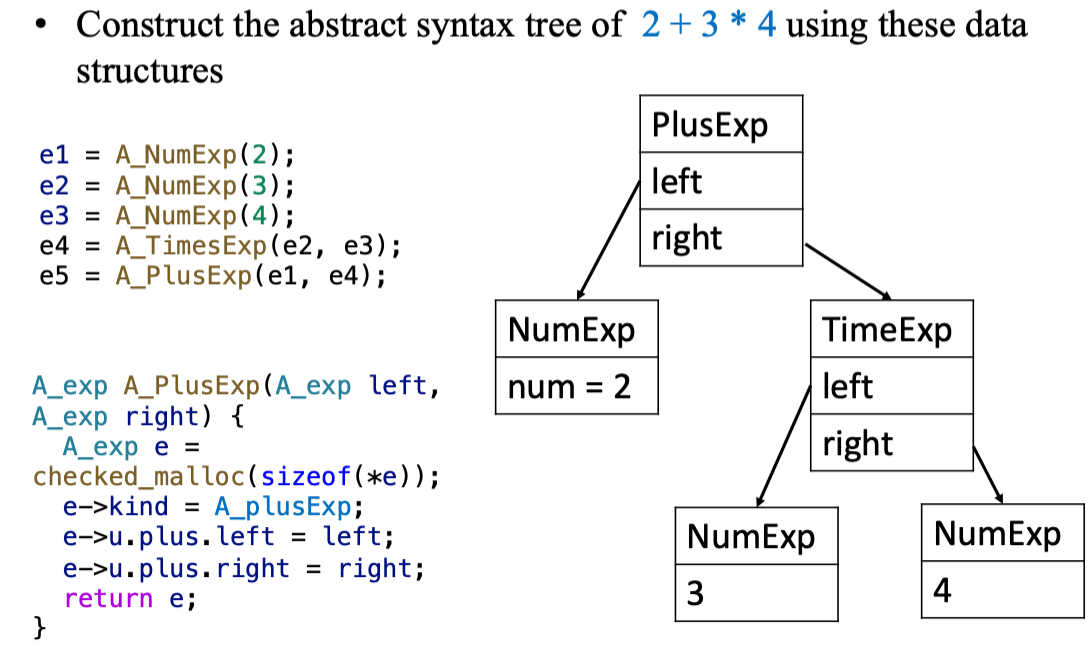 • Construct the abstract syntax tree of 2 + 3 * 4 using these data
structures
e1 = A_NumExp(2);
e2 = A_NumExp(3);
e3 = A_NumExp(4);
e4 = A_TimesExp(e2, e3);
e5 = A_PlusExp(e1, e4);
A_exp A_PlusExp(A_exp left,
A_exp right) {
  A_exp e =
checked_malloc(sizeof(*e));
  e->kind = A_plusExp;
  e->u.plus.left = left;
  e->u.plus.right = right;
  return e;
}
PlusExp
left
right
NumExp
num = 2
TimeExp
left
right
NumExp
3
NumExp
4